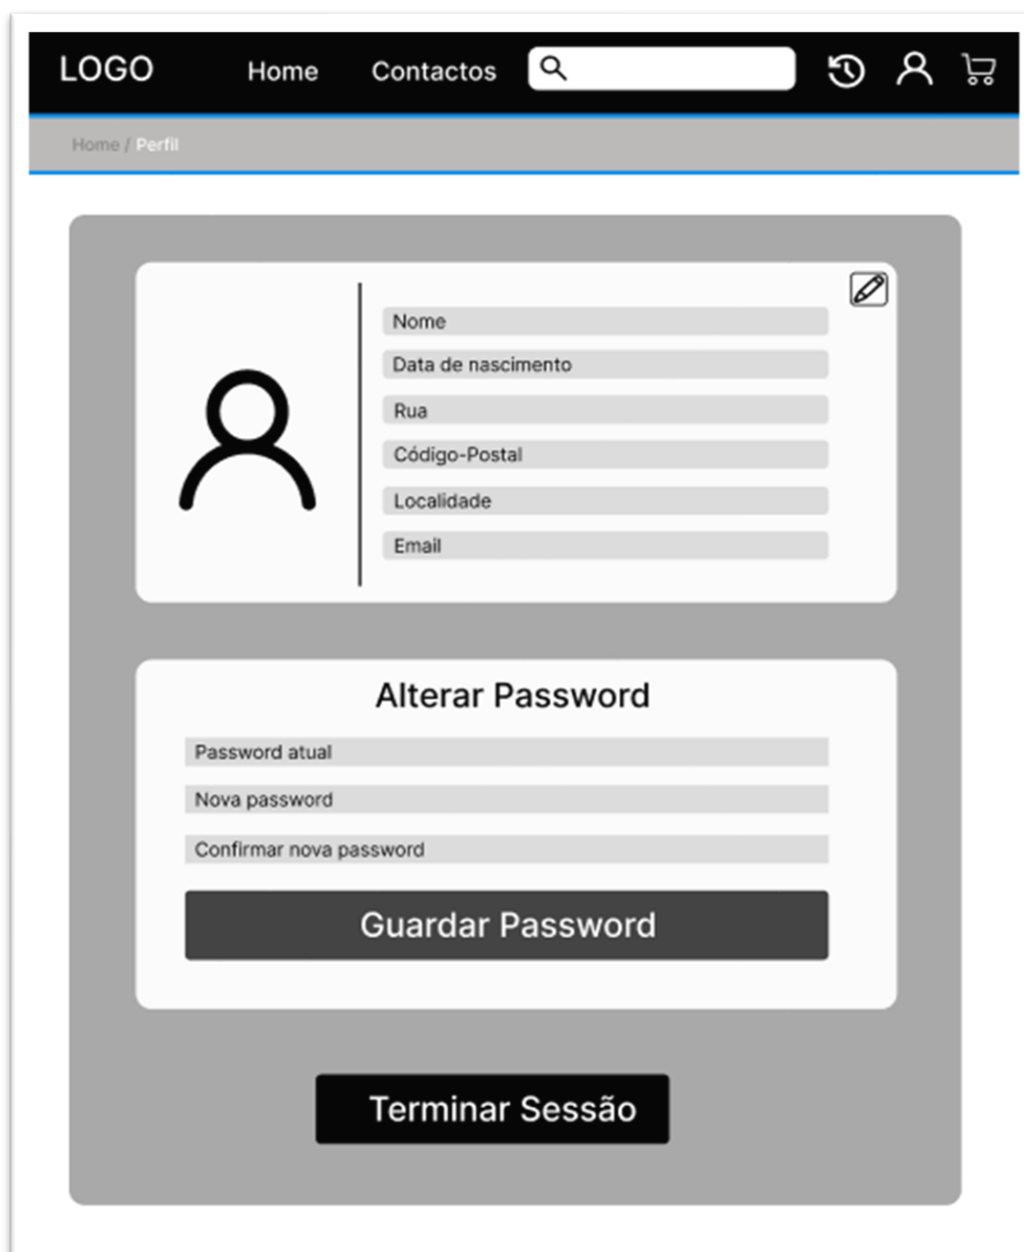 LOGO Home Contactos
Home / Perfil
Nome
Data de nascimento
Rua
Código-Postal
Localidade
Email
Alterar Password
Password atual
Nova password
Confirmar nova password
Guardar Password
Terminar Sessão